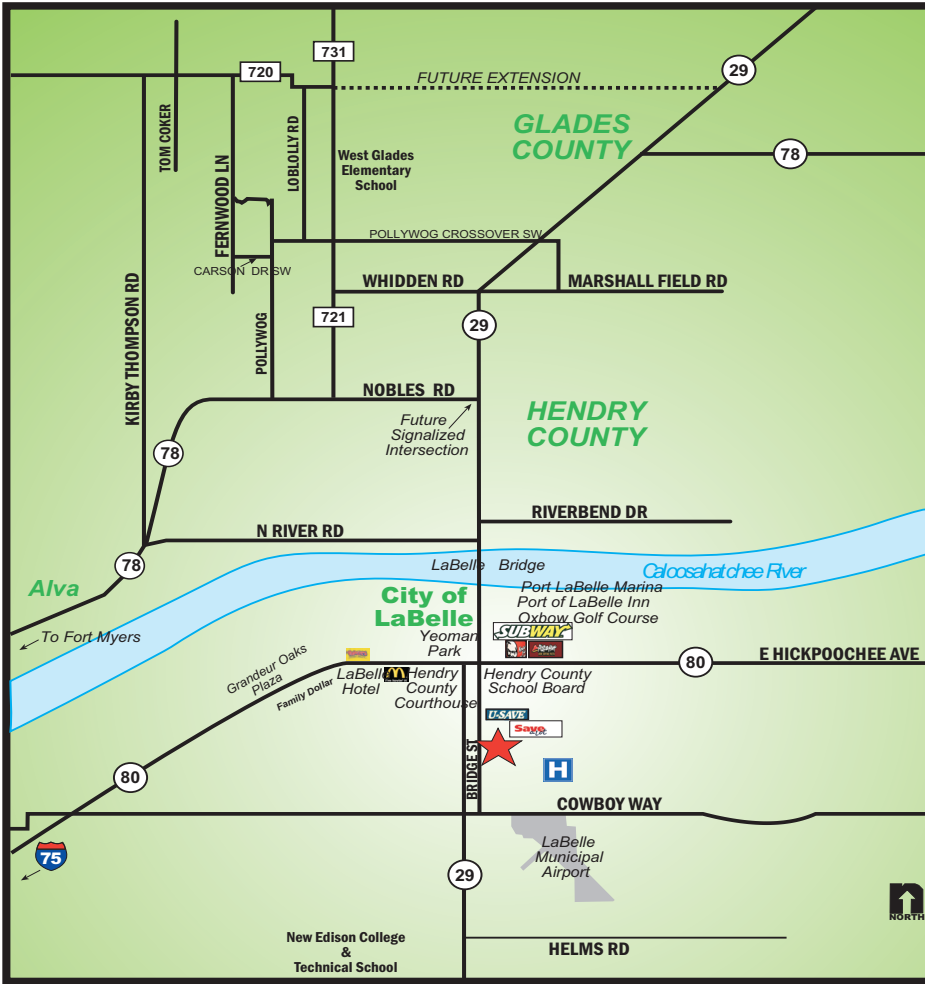 731
720
FUTURE EXTENSION
29
TOM COKER
LOBLOLLY RD
GLADES
COUNTY
78
West Glades
Elementary
School
FERNWOOD LN
POLLYWOG CROSSOVER SW
CARSON DR SW
WHIDDEN RD
MARSHALL FIELD RD
KIRBY THOMPSON RD
721
29
POLLYWOG
NOBLES RD
HENDRY
COUNTY
Future
Signalized
Intersection
78
RIVERBEND DR
N RIVER RD
78
LaBelle Bridge
Caloosahatchee River
Alva
City of
LaBelle
Port LaBelle Marina
Port of LaBelle Inn
Oxbow Golf Course
To Fort Myers
Yeoman
Park
SUBWAY
E HICKPOOCHEE AVE
80
Grandeur Oaks
Plaza
Family Dollar
LaBelle
Hotel
Hendry
County
Courthouse
Hendry County
School Board
U-SAVE
Save
BRIDGE ST
H
80
COWBOY WAY
75
LaBelle
Municipal
Airport
29
n
NORTH
New Edison College
&
Technical School
HELMS RD